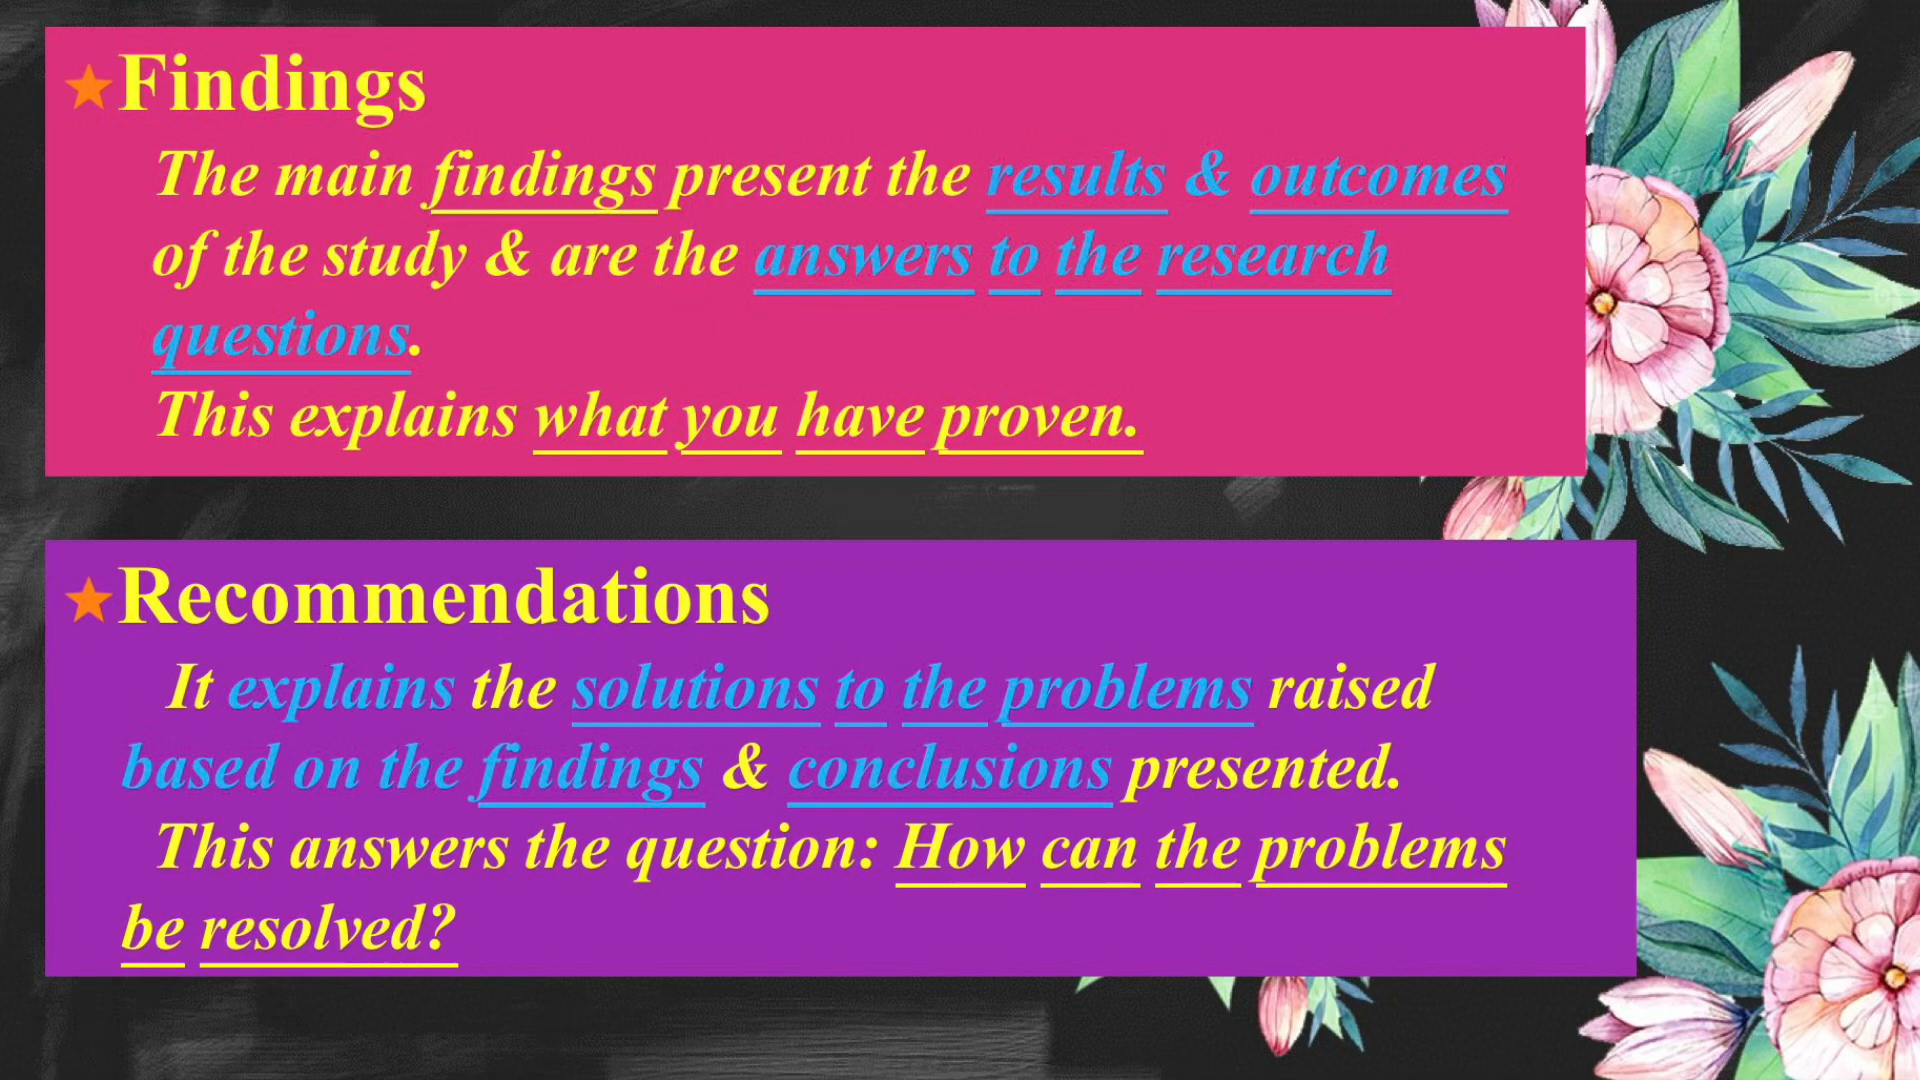 Findings
The main findings present the results & outcomes
of the study & are the answers to the research
questions.
This explains what you have proven.
Recommendations
It explains the solutions to the problems raised
based on the findings & conclusions presented.
This answers the question: How can the problems
be resolved?